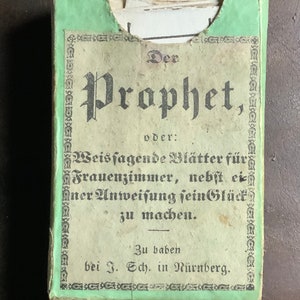 Der
Prophet,
oder:
Weissagende Blätter für
Frauenzimmer, nebst ei-
ner Anweisung sein Glück
zu machen.
Zu haben
bei J. Sch. in Nürnberg.